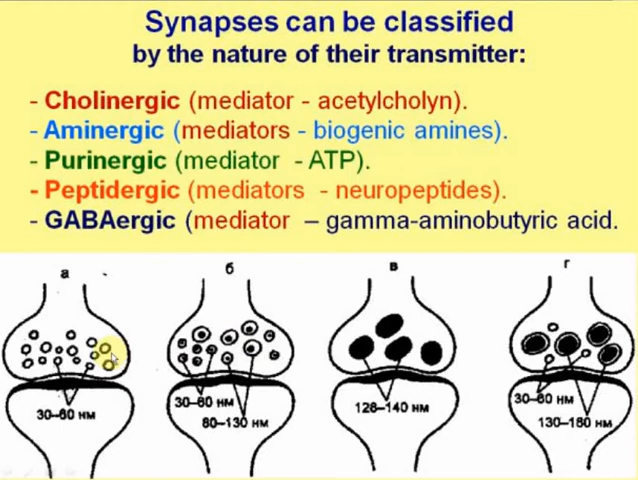 Synapses can be classified
by the nature of their transmitter:
- Cholinergic (mediator - acetylcholyn).
- Aminergic (mediators - biogenic amines).
- Purinergic (mediator - ATP).
- Peptidergic (mediators - neuropeptides).
- GABAergic (mediator – gamma-aminobutyric acid.
а б в г
30–60 нм
30–60 нм
80–130 нм
128–140 нм
30–60 нм
130–180 нм